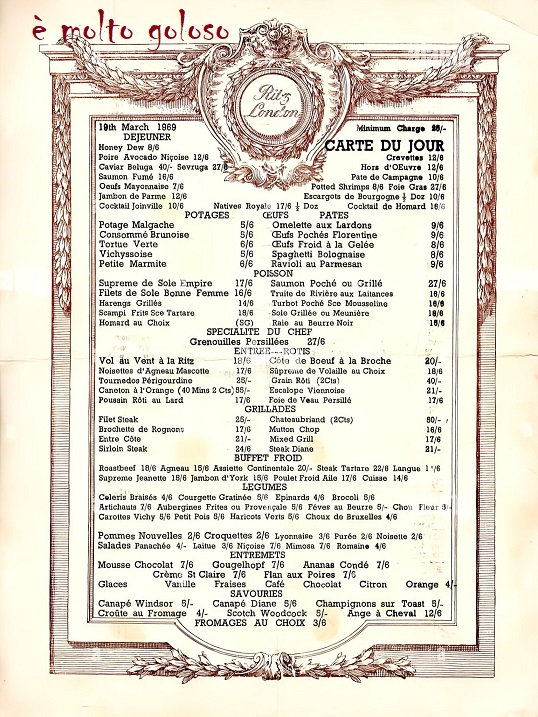 è molto goloso
Ritz
London
19th March 1969 Minimum Charge 25/-
DEJEUNER CARTE DU JOUR
Honey Dew 8/6 Crevettes 12/6
Poire Avocado Niçoise 12/6 Hors d'OEuvre 12/6
Caviar Beluga 40/- Sevruga 27/6 Pate de Campagne 10/6
Saumon Fumé 16/6 Potted Shrimps 8/6 Foie Gras 27/6
Oeufs Mayonnaise 7/6 Escargots de Bourgogne ½ Doz 10/6
Jambon de Parme 12/6
Cocktail Joinville 10/6 Natives Royale 17/6 ½ Doz Cocktail de Homard 16/6
POTAGES ŒUFS PATES
Potage Malgache 5/6 Omelette aux Lardons 9/6
Consommé Brunoise 5/6 Œufs Pochés Florentine 9/6
Tortue Verte 6/6 Œufs Froid à la Gelée 8/6
Vichyssoise 5/6 Spaghetti Bolognaise 8/6
Petite Marmite 6/6 Ravioli au Parmesan 9/6
POISSON
Supreme de Sole Empire 17/6 Saumon Poché ou Grillé 27/6
Filets de Sole Bonne Femme 16/6 Truite de Rivière aux Laitances 16/6
Harengs Grillés 14/6 Turbot Poché Sce Mousseline 16/6
Scampi Frits Sce Tartare 18/6 Sole Grillée ou Meunière 18/6
Homard au Choix (SG) Raie au Beurre Noir 15/6
SPECIALITE DU CHEF
Grenouilles Persillées 27/6
ENTREE---ROTIS
Vol au Vent à la Ritz 18/6 Côte de Boeuf à la Broche 20/-
Noisettes d'Agneau Mascotte 17/6 Sûpreme de Volaille au Choix 18/6
Tournedos Périgourdine 25/- Grain Rôti (2Cts) 40/-
Caneton à l'Orange (40 Mins 2 Cts) 55/- Escalope Viennoise 21/-
Poussin Rôti au Lard 17/6 Foie de Veau Persillé 17/6
GRILLADES
Filet Steak 25/- Chateaubriand (2Cts) 50/-
Brochette de Rognons 17/6 Mutton Chop 16/6
Entre Côte 21/- Mixed Grill 17/6
Sirloin Steak 24/6 Steak Diane 21/-
BUFFET FROID
Roastbeef 18/6 Agneau 15/6 Assiette Continentale 20/- Steak Tartare 22/6 Langue
Supreme Jeanette 18/6 Jambon d'York 15/6 Poulet Froid Aile 17/6 Cuisse 14/6
LEGUMES
Celeris Braisés 4/6 Courgette Gratinée 5/6 Epinards 4/6 Brocoli 5/6
Artichauts 7/6 Aubergines Frites ou Provençale 5/6 Féves au Beurre 5/- Chou Fleur
Carottes Vichy 5/6 Petit Pois 5/6 Haricots Verts 5/6 Choux de Bruxelles 4/6
Pommes Nouvelles 2/6 Croquettes 2/6 Lyonnaise 3/6 Purée 2/6 Noisette 2/6
Salades Panachée 4/- Laitue 3/6 Niçoise 7/6 Mimosa 7/6 Romaine 4/6
ENTREMETS
Mousse Chocolat 7/6 Gougelhopf 7/6 Ananas Condé 7/6
Crème St Claire 7/6 Flan aux Poires 7/6
Glaces Vanille Fraises Café Chocolat Citron Orange 4/-
SAVOURIES
Canapé Windsor 5/- Canapé Diane 5/6 Champignons sur Toast 5/-
Croûte au Fromage 4/- Scotch Woodcock 5/- Ange à Cheval 12/6
FROMAGES AU CHOIX 3/6